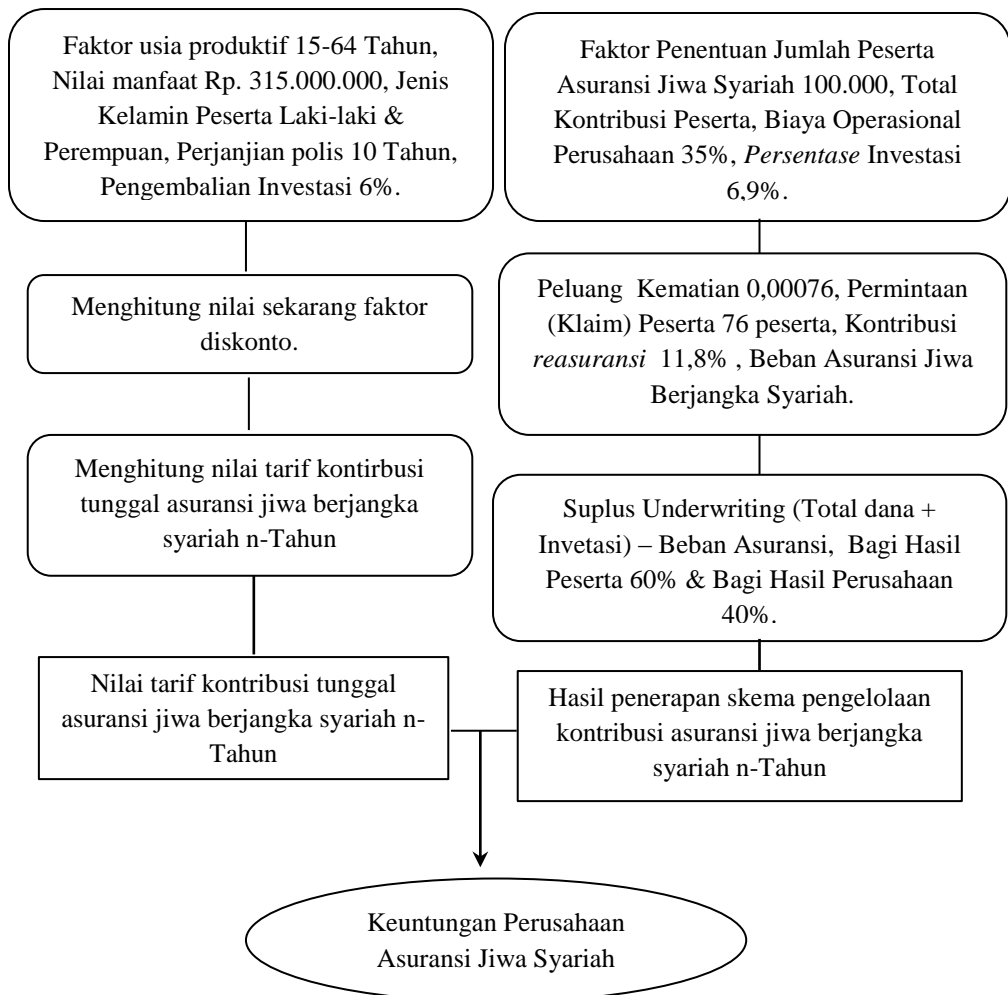 Faktor usia produktif 15-64 Tahun,
Nilai manfaat Rp. 315.000.000, Jenis
Kelamin Peserta Laki-laki &
Perempuan, Perjanjian polis 10 Tahun,
Pengembalian Investasi 6%.
Menghitung nilai sekarang faktor
diskonto.
Menghitung nilai tarif kontirbusi
tunggal asuransi jiwa berjangka
syariah n-Tahun
Nilai tarif kontribusi tunggal
asuransi jiwa berjangka syariah n-
Tahun
Faktor Penentuan Jumlah Peserta
Asuransi Jiwa Syariah 100.000, Total
Kontribusi Peserta, Biaya Operasional
Perusahaan 35%, Persentase Investasi
6,9%.
Peluang Kematian 0,00076, Permintaan
(Klaim) Peserta 76 peserta, Kontribusi
reasuransi 11,8% , Beban Asuransi Jiwa
Berjangka Syariah.
Suplus Underwriting (Total dana +
Invetasi) – Beban Asuransi, Bagi Hasil
Peserta 60% & Bagi Hasil Perusahaan
40%.
Hasil penerapan skema pengelolaan
kontribusi asuransi jiwa berjangka
syariah n-Tahun
Keuntungan Perusahaan
Asuransi Jiwa Syariah